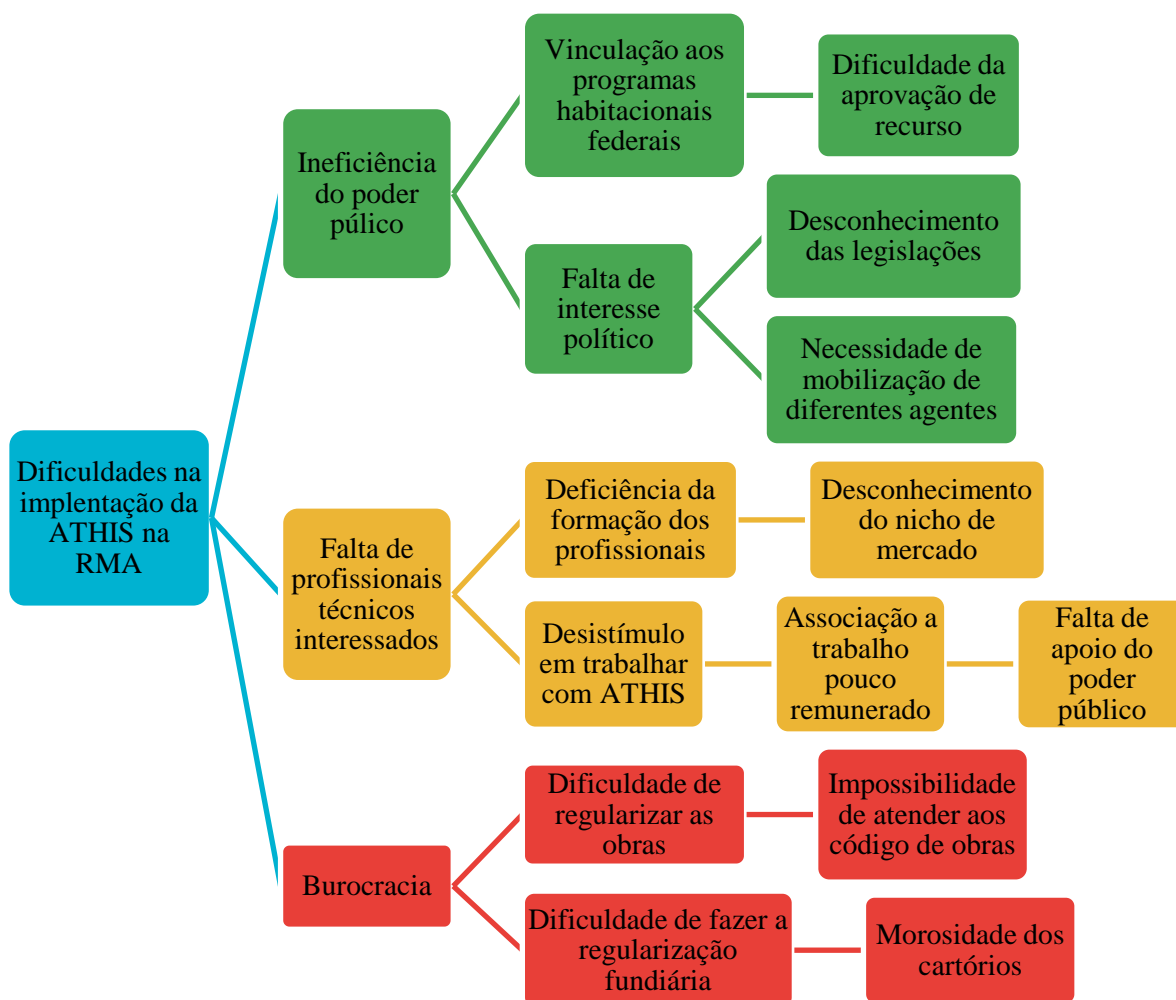 Dificuldades na
implentação da
ATHIS na
RMA
Ineficiência
do poder
púlico
Vinculação aos
programas
habitacionais
federais
Dificuldade da
aprovação de
recurso
Falta de
interesse
político
Desconhecimento
das legislações
Necessidade de
mobilização de
diferentes agentes
Falta de
profissionais
técnicos
interessados
Deficiência da
formação dos
profissionais
Desconhecimento
do nicho de
mercado
Desistímulo
em trabalhar
com ATHIS
Associação a
trabalho
pouco
remunerado
Falta de
apoio do
poder
público
Burocracia
Dificuldade de
regularizar as
obras
Impossibilidade
de atender aos
código de obras
Dificuldade de fazer a
regularização
fundiária
Morosidade dos
cartórios